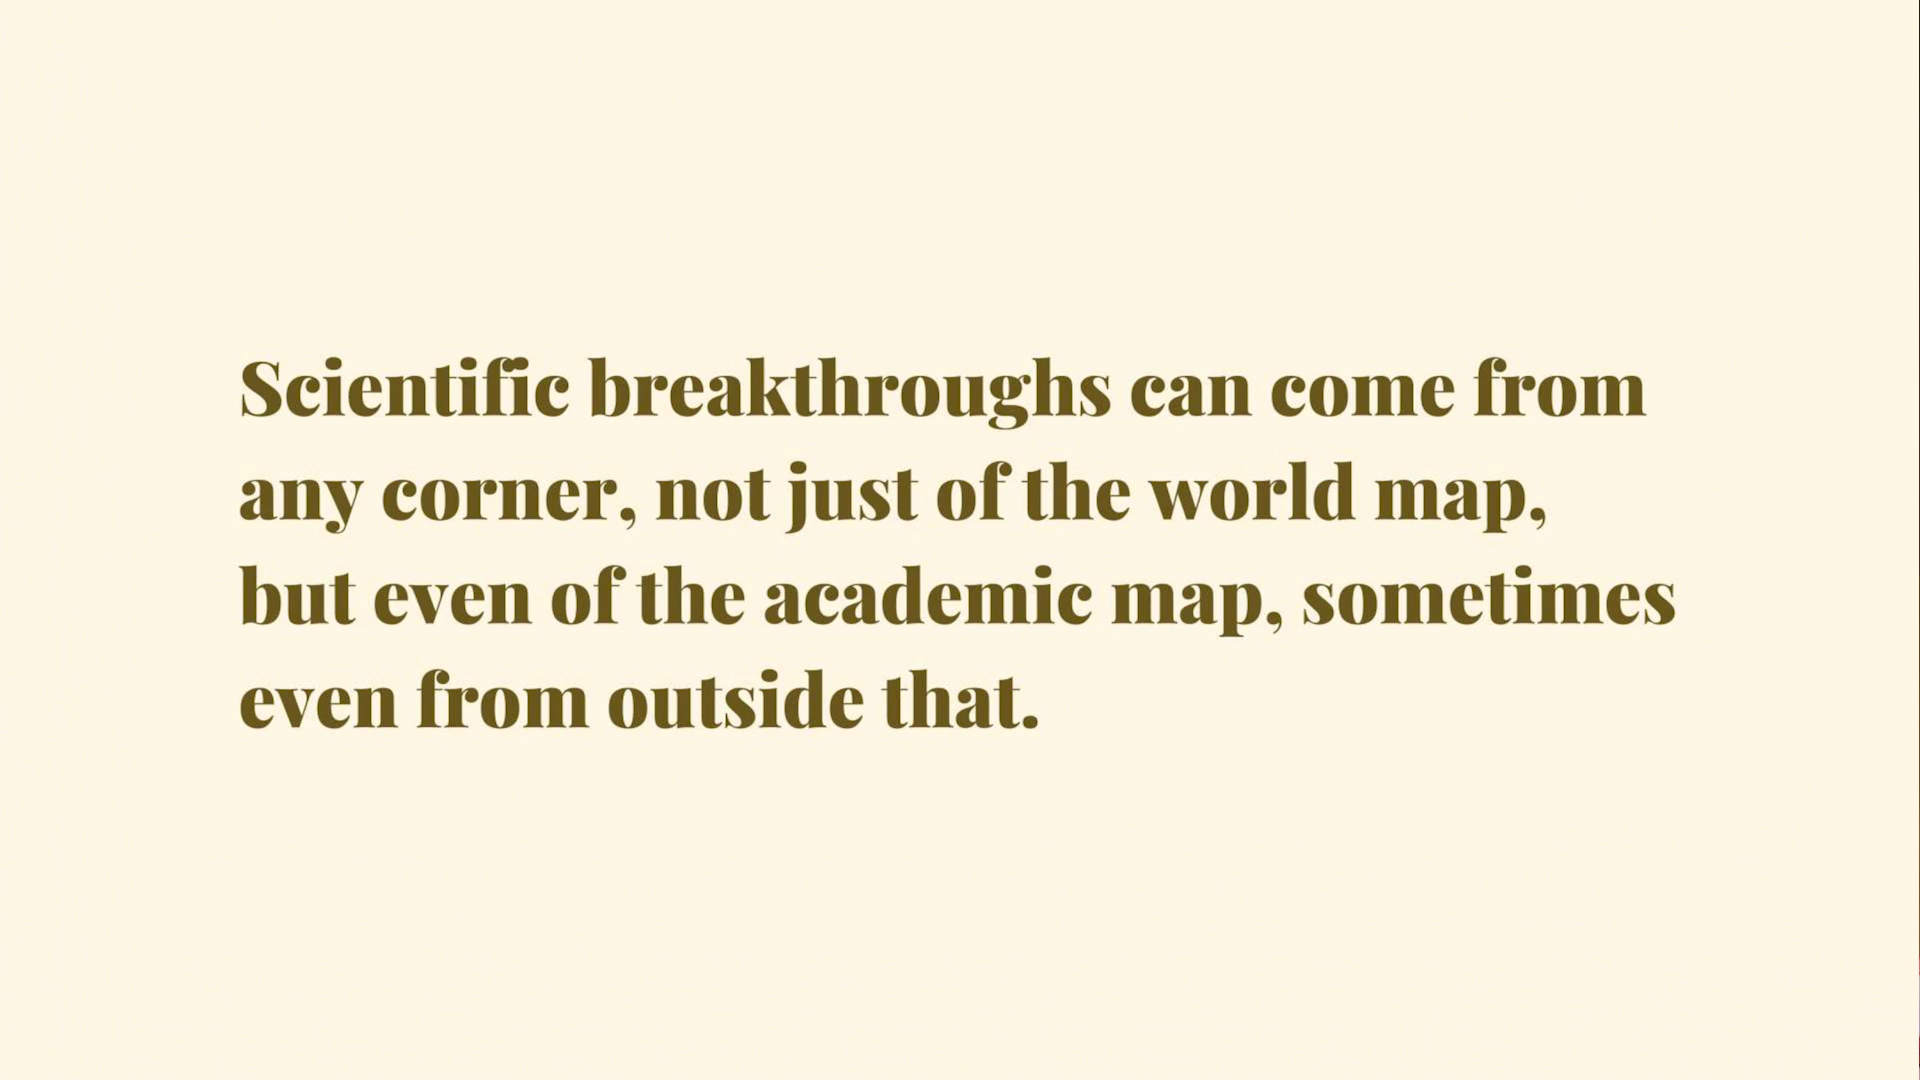 Scientific breakthroughs can come from
any corner, not just of the world map,
but even of the academic map, sometimes
even from outside that.